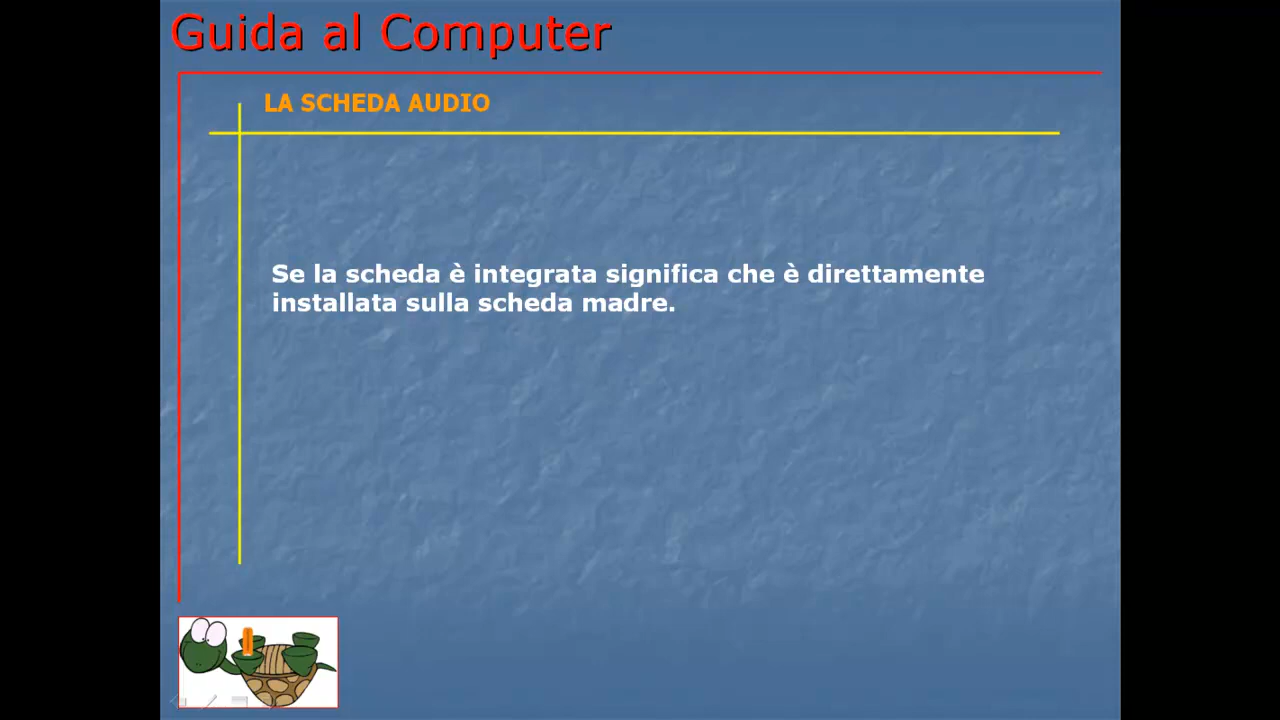 Guida al Computer
LA SCHEDA AUDIO
Se la scheda è integrata significa che è direttamente
installata sulla scheda madre.